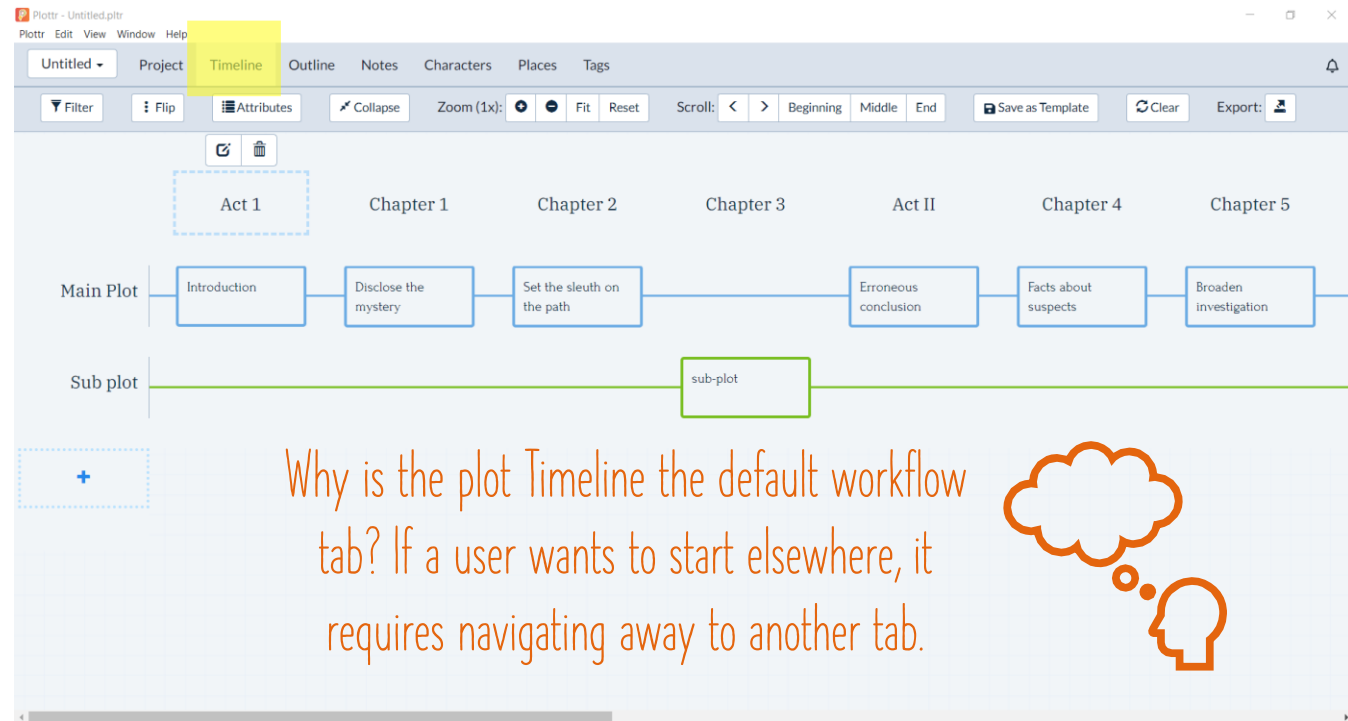 Plottr - Untitled.pltr
Plottr Edit View Window Help
Untitled Project Timeline Outline Notes Characters Places Tags
Filter Flip Attributes Collapse Zoom (1x): Fit Reset Scroll: < > Beginning Middle End Save as Template Clear Export:
Act 1 Chapter 1 Chapter 2 Chapter 3 Act II Chapter 4 Chapter 5
Main Plot
Introduction
Disclose the
mystery
Set the sleuth on
the path
Erroneous
conclusion
Facts about
suspects
Broaden
investigation
Sub plot
sub-plot
+
Why is the plot Timeline the default workflow
tab? If a user wants to start elsewhere, it
requires navigating away to another tab.